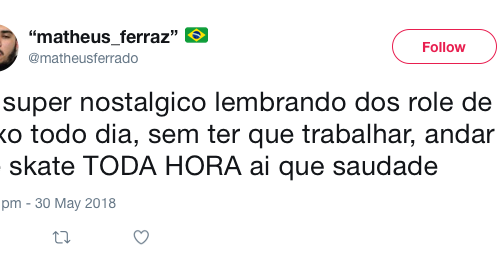 “matheus_ferraz”
Follow
@matheusferrado
super nostalgico lembrando dos role de
todo dia, sem ter que trabalhar, andar
skate TODA HORA ai que saudade
pm - 30 May 2018